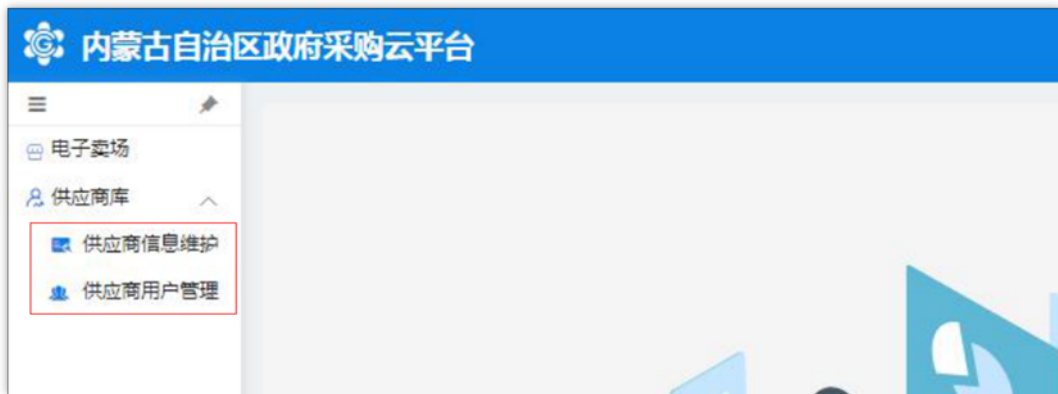 内蒙古自治区政府采购云平台
电子卖场
供应商库
供应商信息维护
供应商用户管理